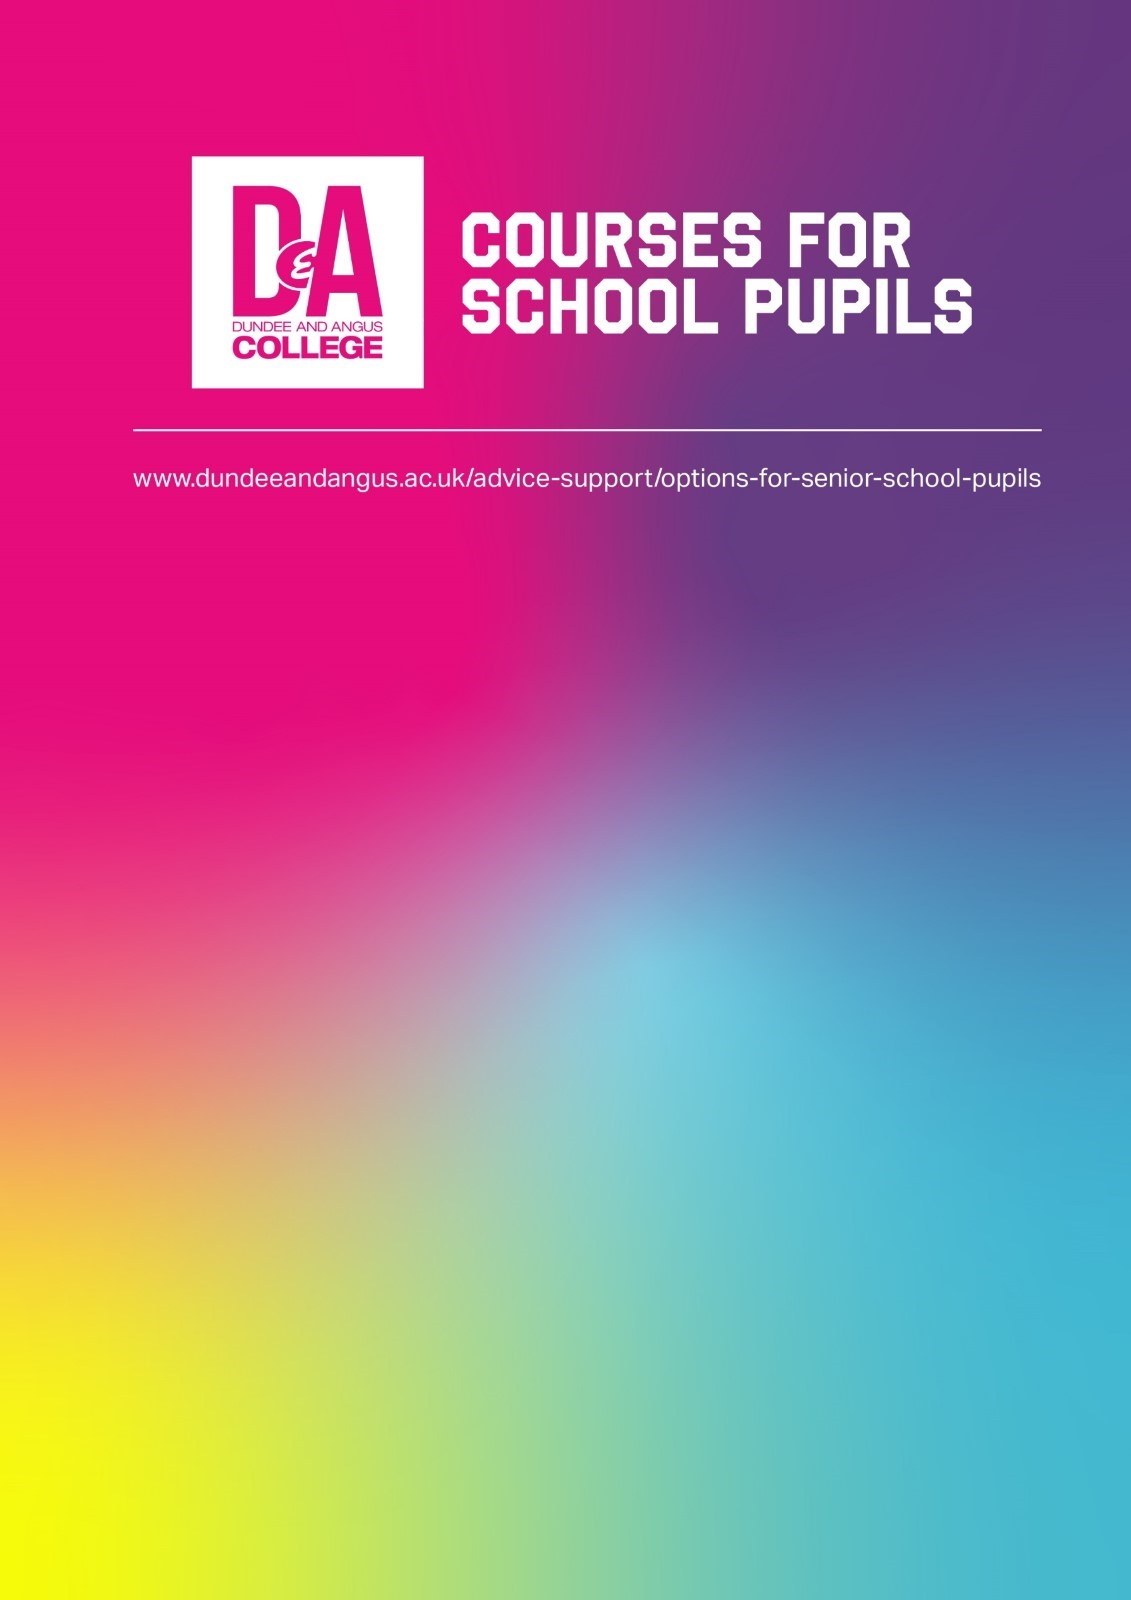 D&A
DUNDEE AND ANGUS
COLLEGE
COURSES FOR
SCHOOL PUPILS
www.dundeeandangus.ac.uk/advice-support/options-for-senior-school-pupils